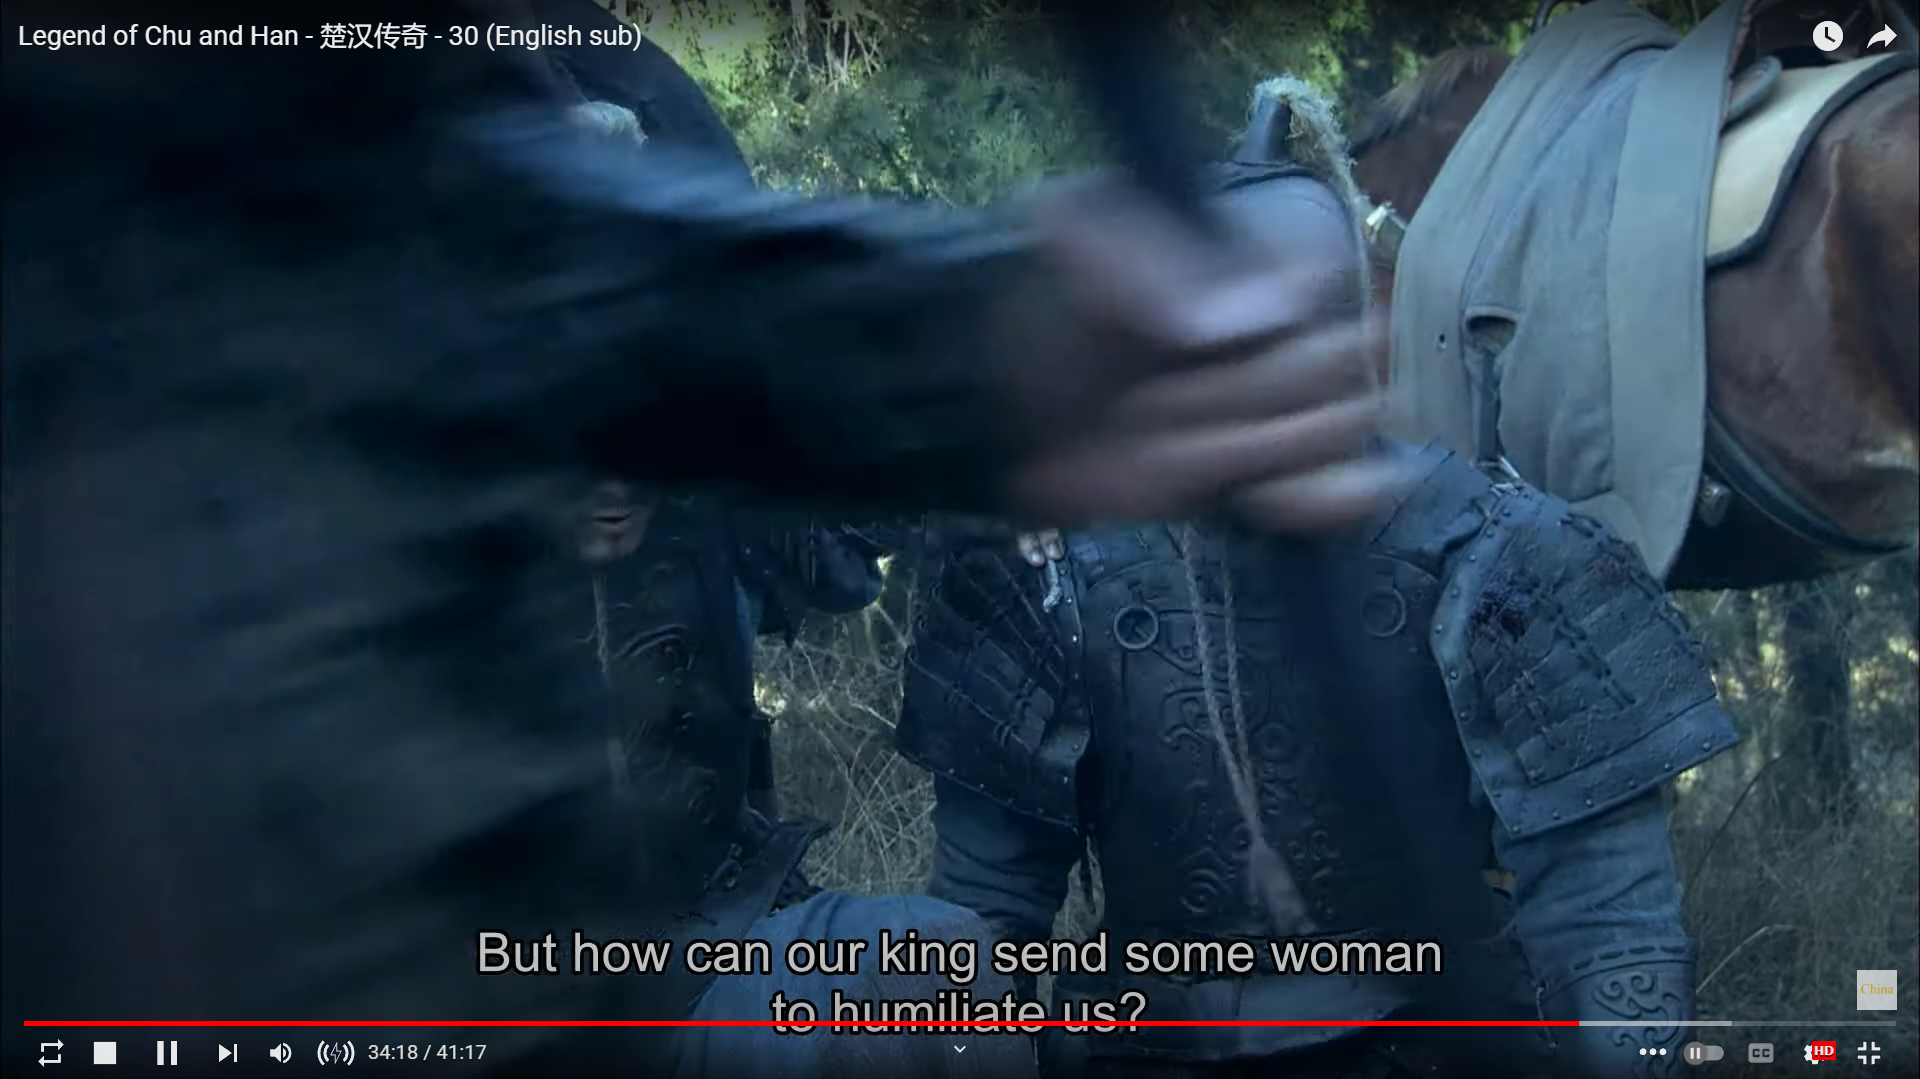 Legend of Chu and Han - 楚汉传奇 - 30 (English sub)
But how can our king send some woman
to humiliate us?
China
34:18 / 41:17
CC
HD